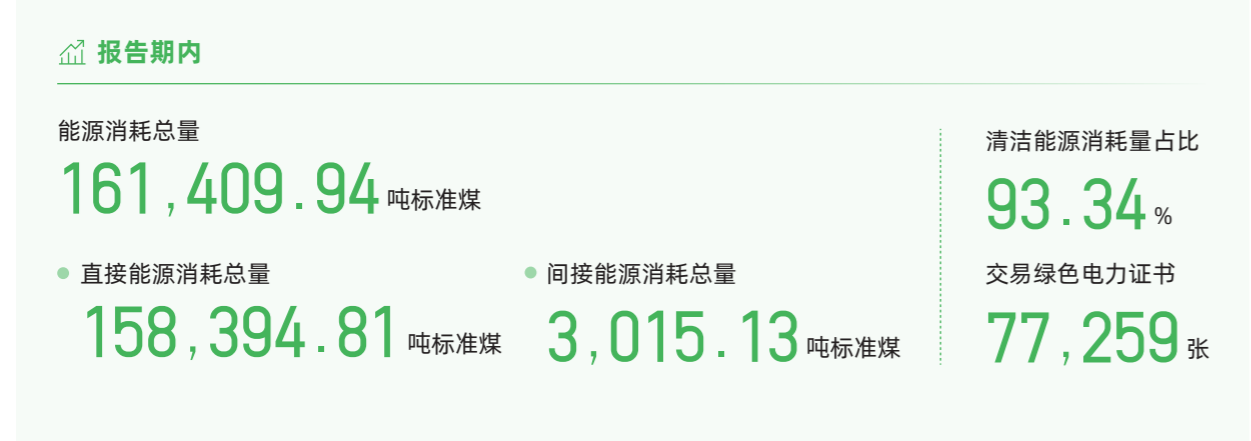 报告期内
能源消耗总量
161,409.94 吨标准煤
直接能源消耗总量
158,394.81 吨标准煤
间接能源消耗总量
3,015.13 吨标准煤
清洁能源消耗量占比
93.34 %
交易绿色电力证书
77,259 张